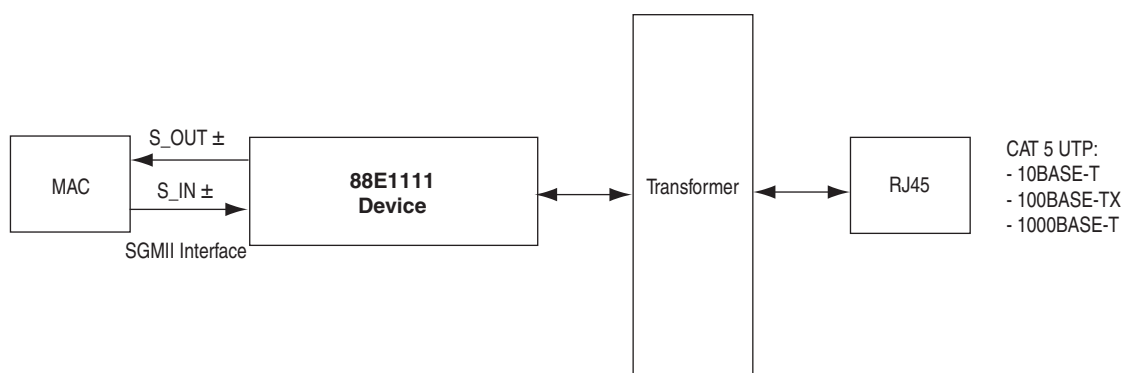 MAC
S_OUT ±
S_IN ±
SGMII Interface
88E1111
Device
Transformer
RJ45
CAT 5 UTP:
- 10BASE-T
- 100BASE-TX
- 1000BASE-T